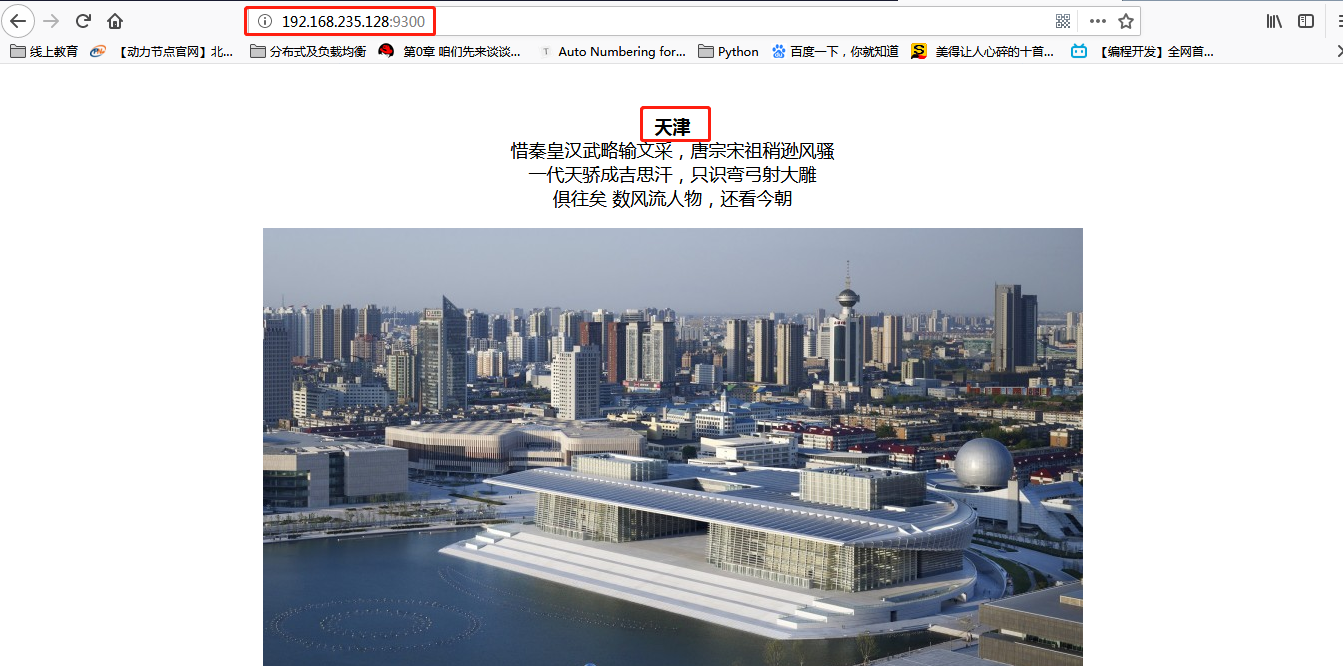 192.168.235.128:9300
线上教育
【动力节点官网】北...
分布式及负载均衡
第0章 咱们先来谈谈...
T
Auto Numbering for...
Python
百度一下，你就知道
S
美得让人心碎的十首...
【编程开发】全网首...
天津
惜秦皇汉武略输文采，唐宗宋祖稍逊风骚
一代天骄成吉思汗，只识弯弓射大雕
俱往矣 数风流人物，还看今朝